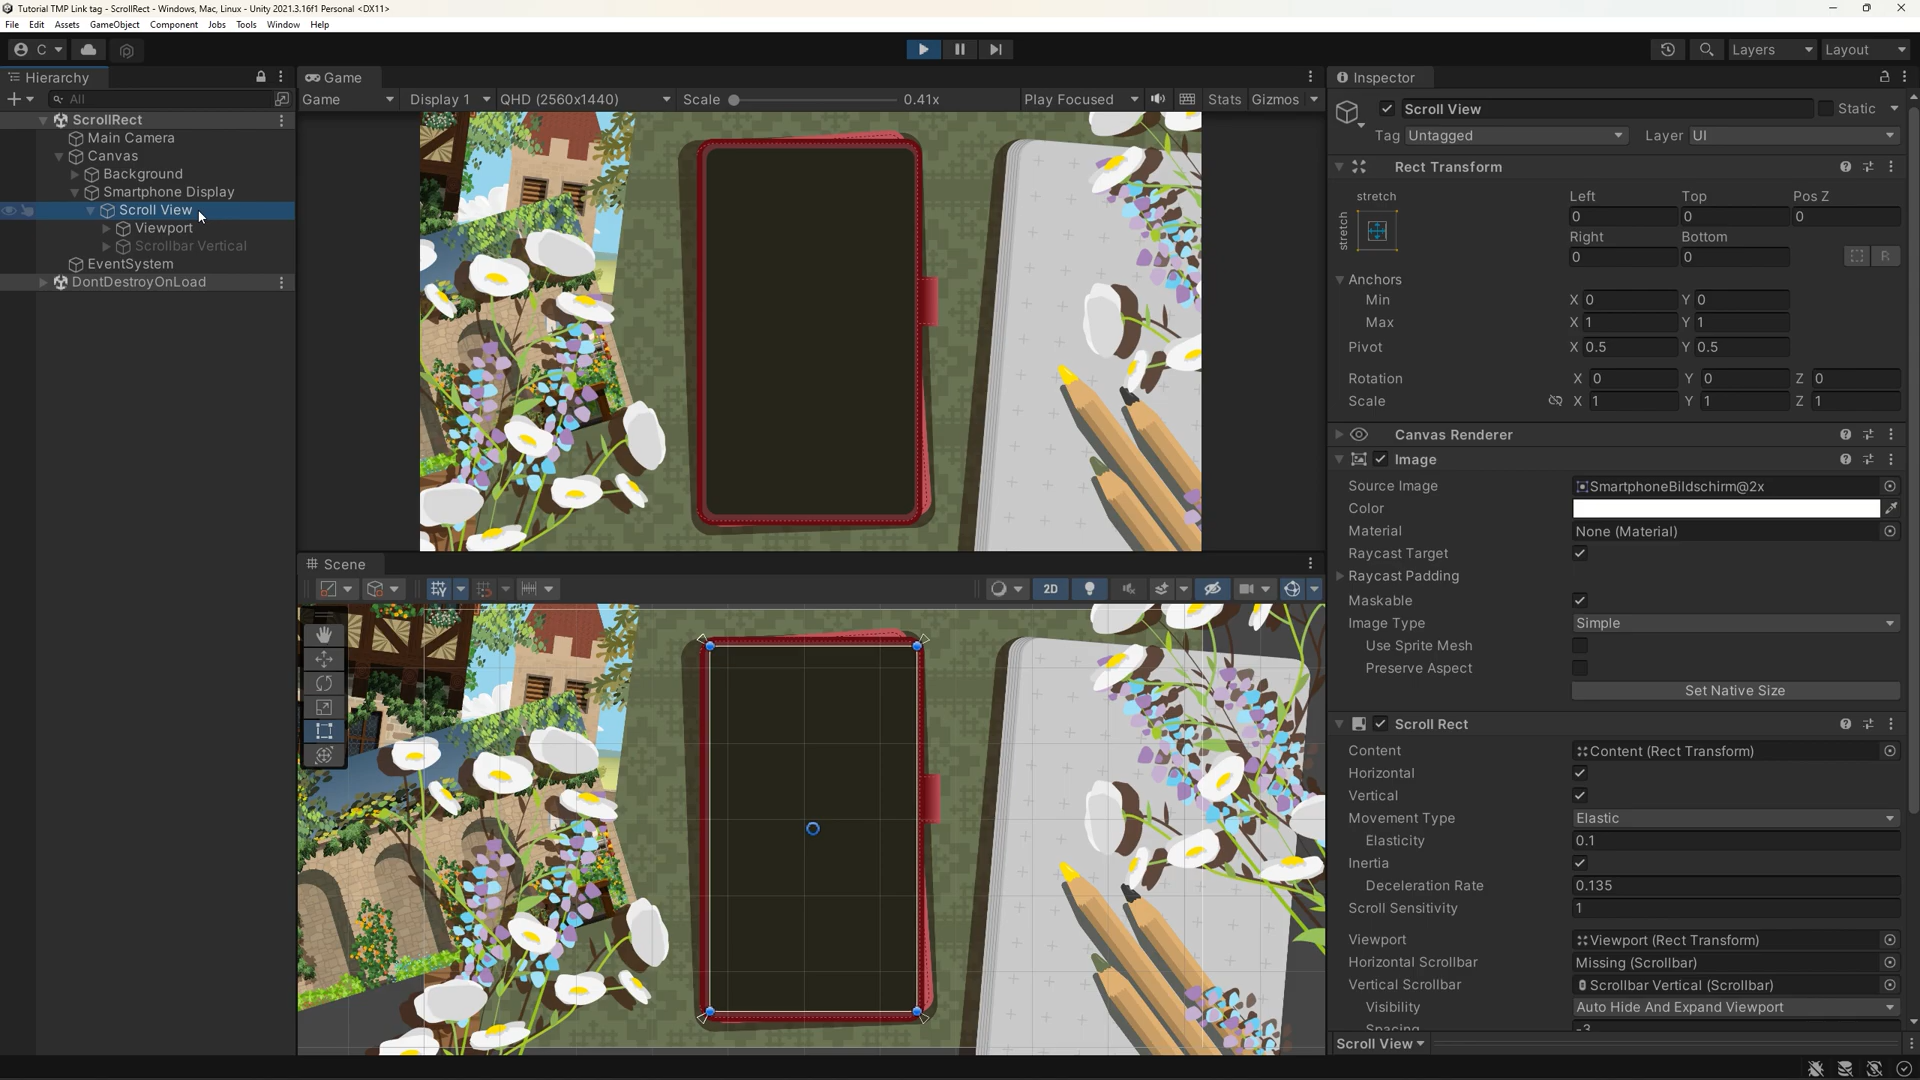 Tutorial TMP Link tag - ScrollRect - Windows, Mac, Linux - Unity 2021.3.16f1 Personal <DX11>
File Edit Assets GameObject Component Jobs Tools Window Help
C
Layers Layout
Hierarchy
All
ScrollRect
Main Camera
Canvas
Background
Smartphone Display
Scroll View
Viewport
Scrollbar Vertical
EventSystem
DontDestroyOnLoad
Game
Game Display 1 QHD (2560x1440) Scale 0.41x Play Focused Stats Gizmos
Scene
2D
Inspector
Scroll View Static
Tag Untagged Layer UI
Rect Transform
stretch Left Top Pos Z
stretch 0 0 0
Right Bottom
0 0 R
Anchors
Min X 0 Y 0
Max X 1 Y 1
Pivot X 0.5 Y 0.5
Rotation X 0 Y 0 Z 0
Scale X 1 Y 1 Z 1
Canvas Renderer
Image
Source Image SmartphoneBildschirm@2x
Color
Material None (Material)
Raycast Target
Raycast Padding
Maskable
Image Type Simple
Use Sprite Mesh
Preserve Aspect
Set Native Size
Scroll Rect
Content Content (Rect Transform)
Horizontal
Vertical
Movement Type Elastic
Elasticity 0.1
Inertia
Deceleration Rate 0.135
Scroll Sensitivity 1
Viewport Viewport (Rect Transform)
Horizontal Scrollbar Missing (Scrollbar)
Vertical Scrollbar Scrollbar Vertical (Scrollbar)
Visibility Auto Hide And Expand Viewport
Spacing -3
Scroll View